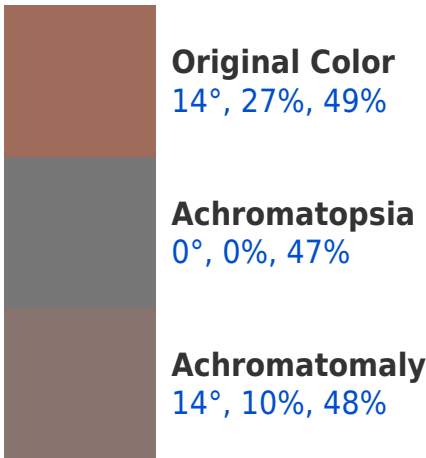 Original Color
14°, 27%, 49%
Achromatopsia
0°, 0%, 47%
Achromatomaly
14°, 10%, 48%